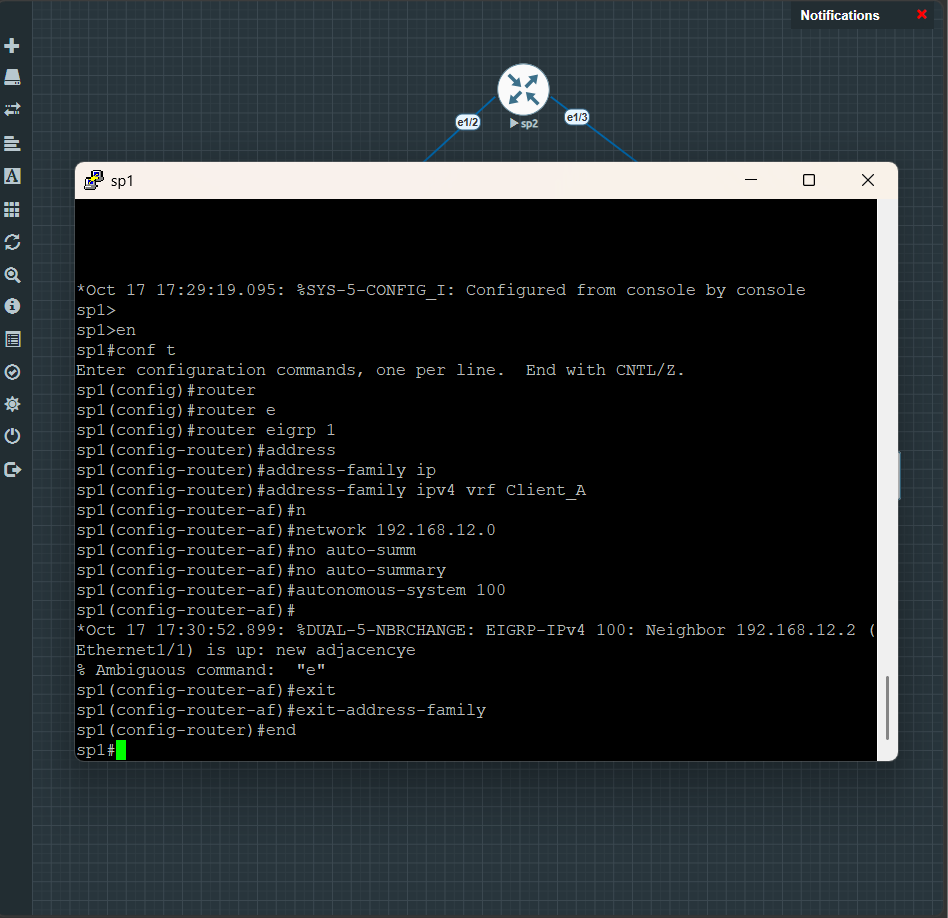 Notifications
e1/2
sp2
e1/3
sp1
*Oct 17 17:29:19.095: %SYS-5-CONFIG_I: Configured from console by console
sp1>
sp1>en
sp1#conf t
Enter configuration commands, one per line.  End with CNTL/Z.
sp1(config)#router
sp1(config)#router e
sp1(config)#router eigrp 1
sp1(config-router)#address
sp1(config-router)#address-family ip
sp1(config-router)#address-family ipv4 vrf Client_A
sp1(config-router-af)#n
sp1(config-router-af)#network 192.168.12.0
sp1(config-router-af)#no auto-summ
sp1(config-router-af)#no auto-summary
sp1(config-router-af)#autonomous-system 100
sp1(config-router-af)#
*Oct 17 17:30:52.899: %DUAL-5-NBRCHANGE: EIGRP-IPv4 100: Neighbor 192.168.12.2 (
Ethernet1/1) is up: new adjacencye
% Ambiguous command:  "e"
sp1(config-router-af)#exit
sp1(config-router-af)#exit-address-family
sp1(config-router)#end
sp1#